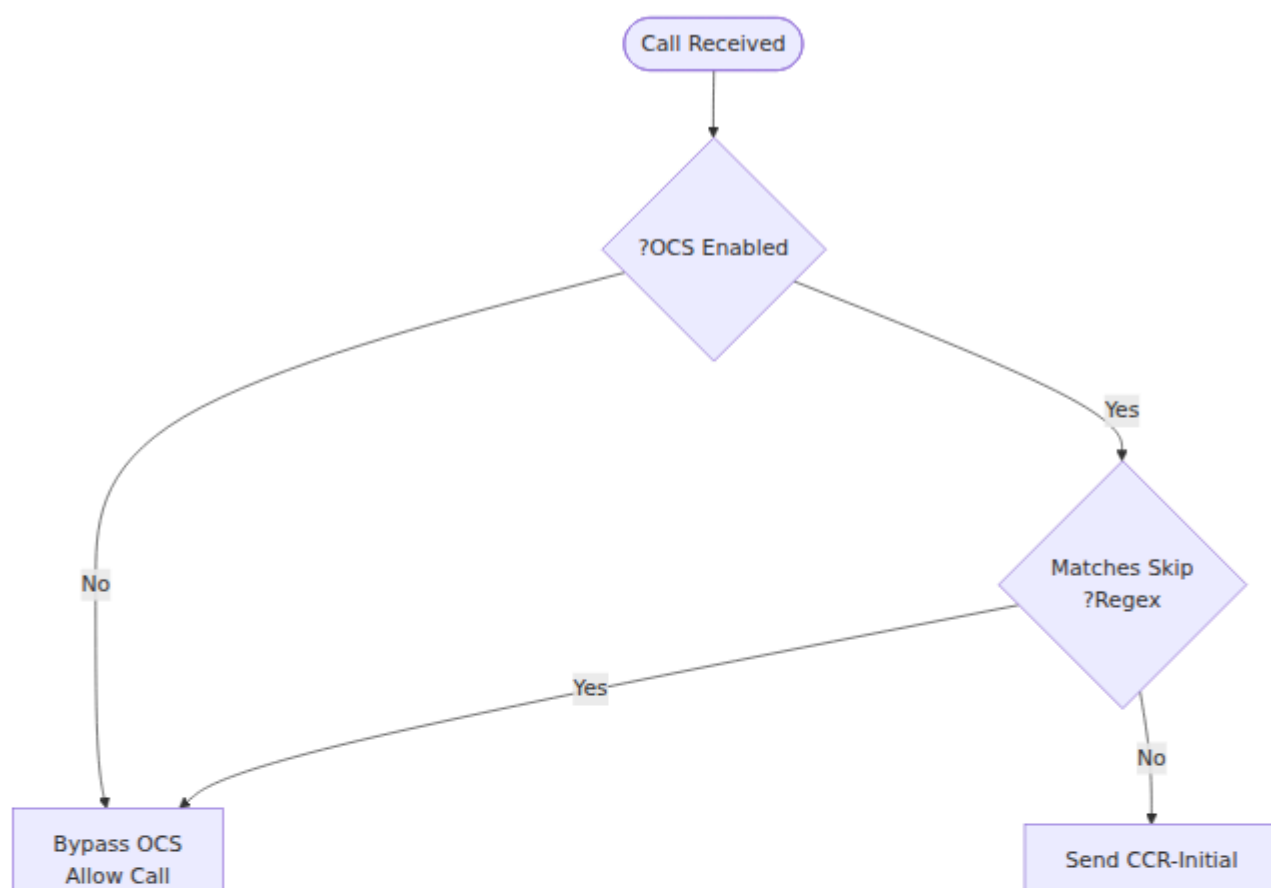 Call Received
?OCS Enabled
Yes
No
Matches Skip
?Regex
Yes
No
Bypass OCS
Allow Call
Send CCR-Initial